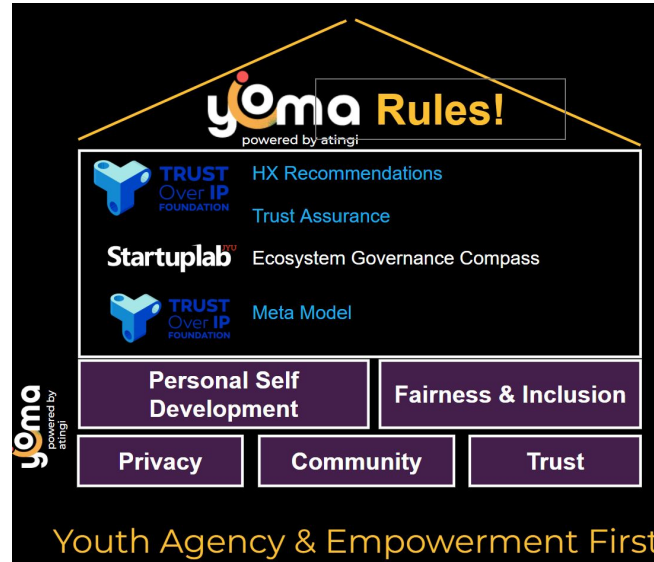 yoma Rules!
powered by atingi
TRUST
Over IP
FOUNDATION
HX Recommendations
Trust Assurance
Startuplab JYU
Ecosystem Governance Compass
TRUST
Over IP
FOUNDATION
Meta Model
Personal Self
Development
Fairness & Inclusion
yoma
powered by
atingi
Privacy
Community
Trust
Youth Agency & Empowerment First